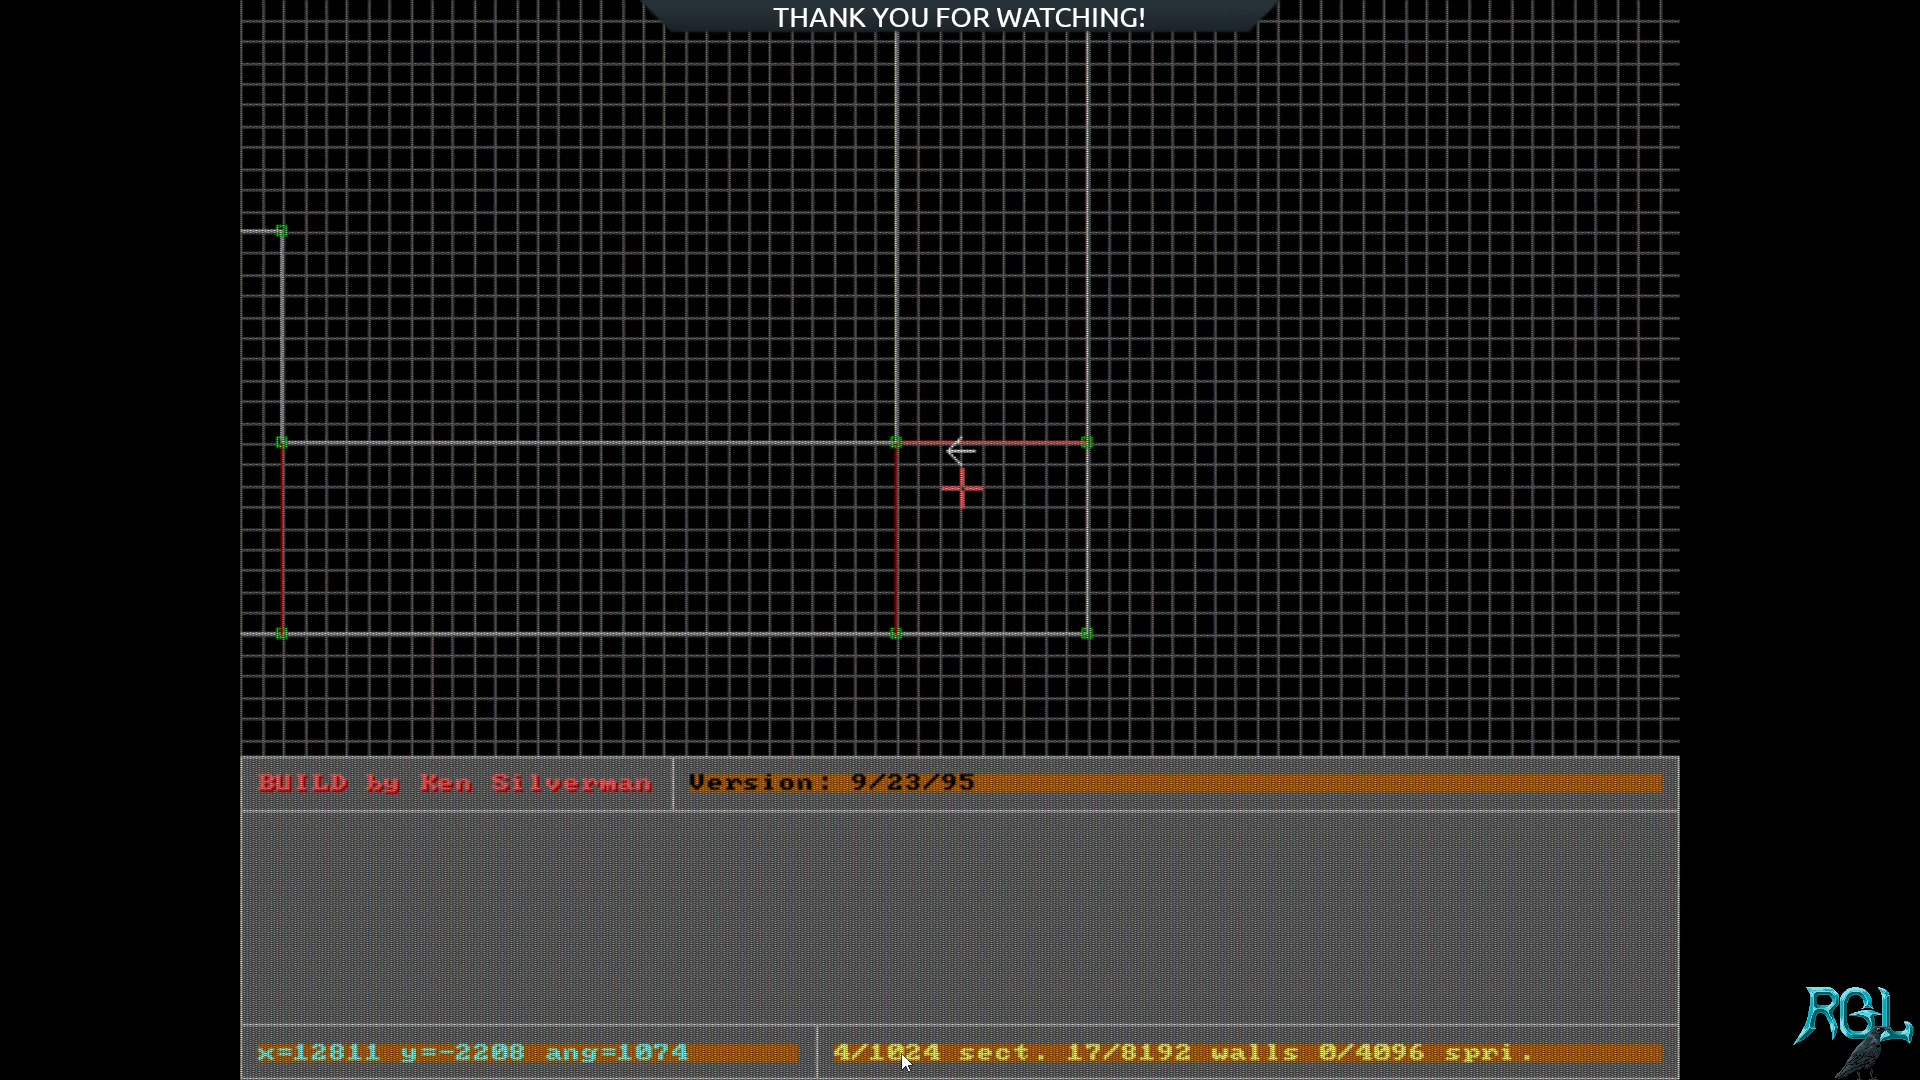 THANK YOU FOR WATCHING!
BUILD by Ken Silverman
Version: 9/23/95
x=12811 y=-2208 ang=1074
4/1024 sect. 17/8192 walls 0/4096 spri.
RGL